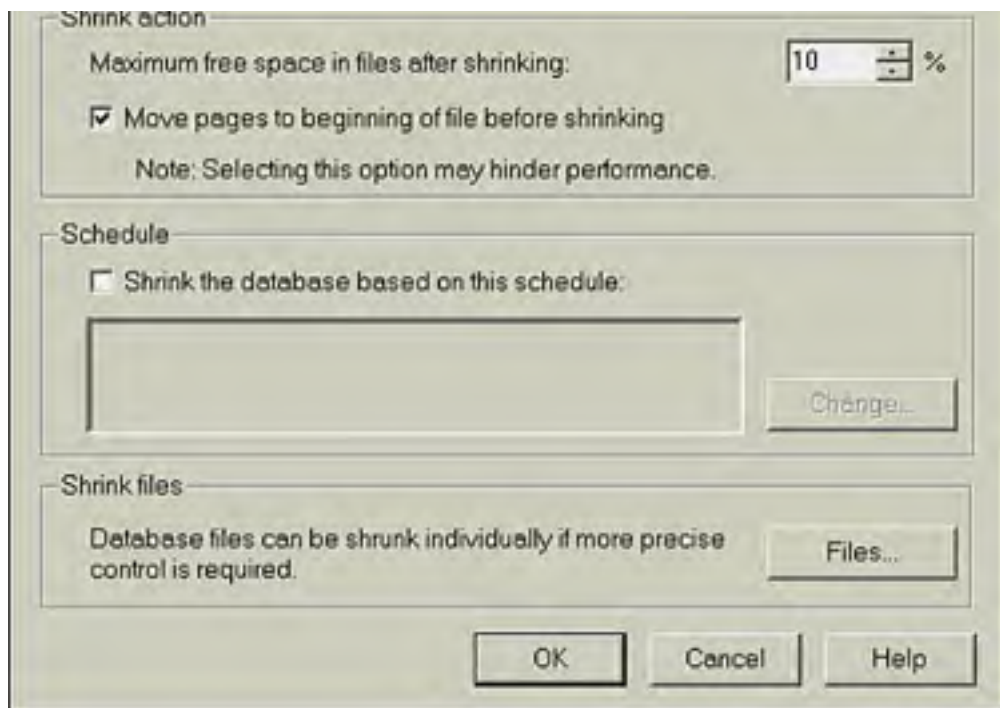 Shrink action
Maximum free space in files after shrinking:
10 %
Move pages to beginning of file before shrinking
Note: Selecting this option may hinder performance.
Schedule
Shrink the database based on this schedule:
Change...
Shrink files
Database files can be shrunk individually if more precise
control is required.
Files...
OK Cancel Help